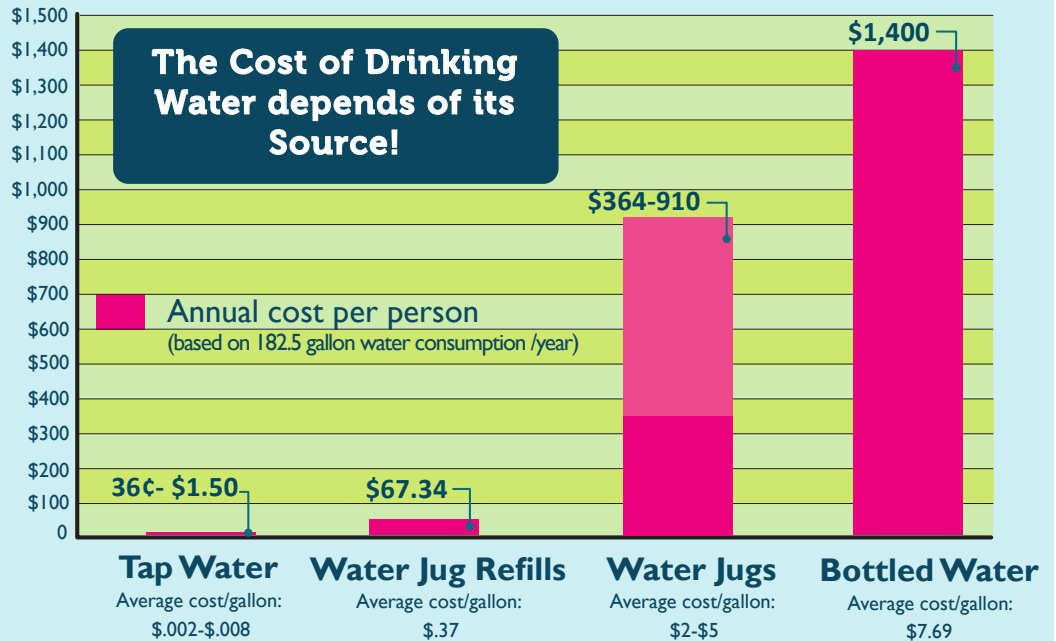 $1,500
$1,400
$1,300
$1,200
$1,100
$1,000
$900
$800
$700
$600
$500
$400
$300
$200
$100
0
The Cost of Drinking
Water depends of its
Source!
Annual cost per person
(based on 182.5 gallon water consumption /year)
36¢- $1.50
$67.34
$364-910
$1,400
Tap Water
Average cost/gallon:
$.002-$.008
Water Jug Refills
Average cost/gallon:
$.37
Water Jugs
Average cost/gallon:
$2-$5
Bottled Water
Average cost/gallon:
$7.69